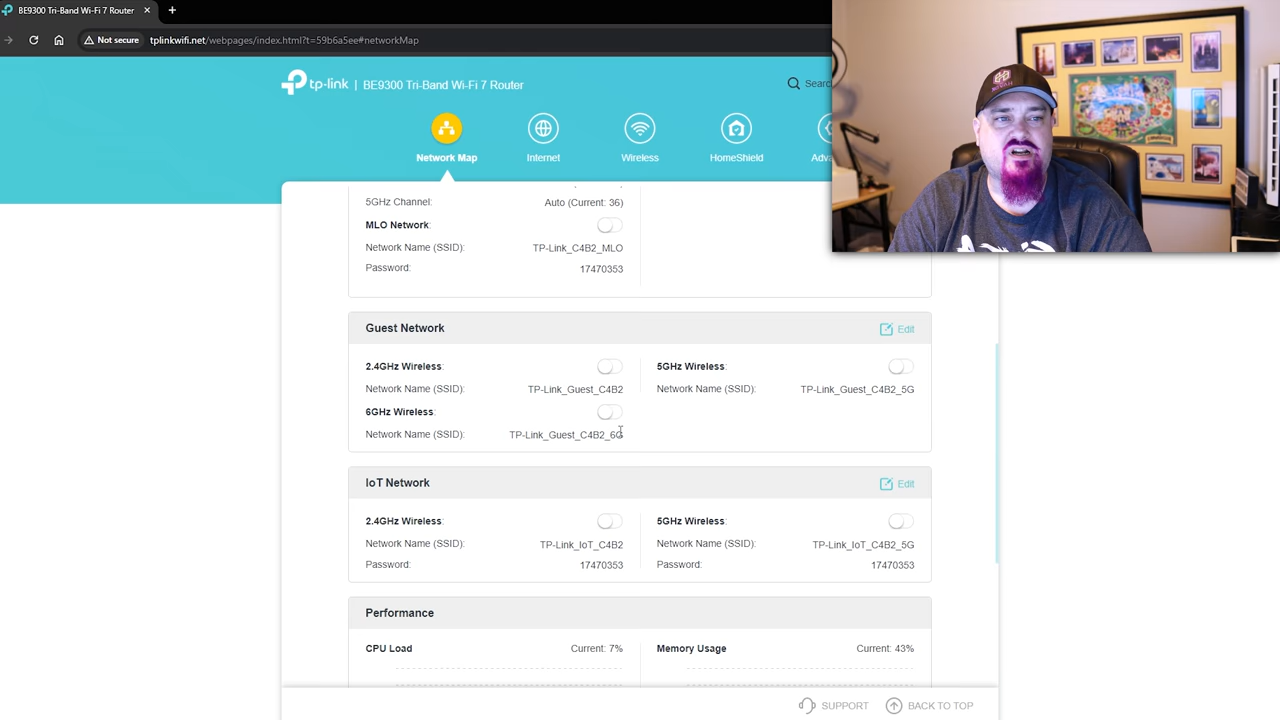 BE9300 Tri-Band Wi-Fi 7 Router
Not secure tplinkwifi.net/webpages/index.html?t=59b6a5ee#networkMap
tp-link | BE9300 Tri-Band Wi-Fi 7 Router
Network Map Internet Wireless HomeShield
5GHz Channel: Auto (Current: 36)
MLO Network:
Network Name (SSID): TP-Link_C4B2_MLO
Password: 17470353
Guest Network Edit
2.4GHz Wireless: 5GHz Wireless:
Network Name (SSID): TP-Link_Guest_C4B2 Network Name (SSID): TP-Link_Guest_C4B2_5G
6GHz Wireless:
Network Name (SSID): TP-Link_Guest_C4B2_6G
IoT Network Edit
2.4GHz Wireless: 5GHz Wireless:
Network Name (SSID): TP-Link_IoT_C4B2 Network Name (SSID): TP-Link_IoT_C4B2_5G
Password: 17470353 Password: 17470353
Performance
CPU Load Current: 7% Memory Usage Current: 43%
SUPPORT BACK TO TOP